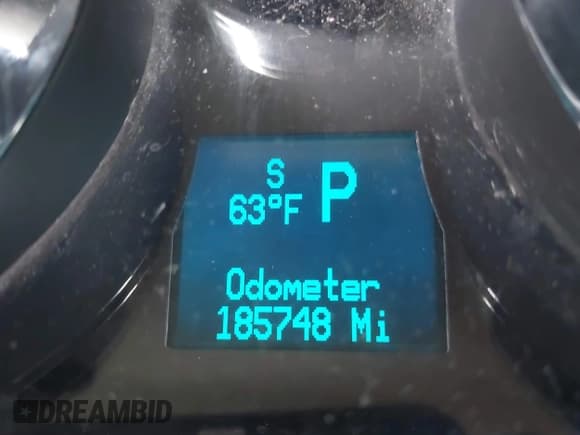 S
63°F P
Odometer
185748 Mi
DREAMBID